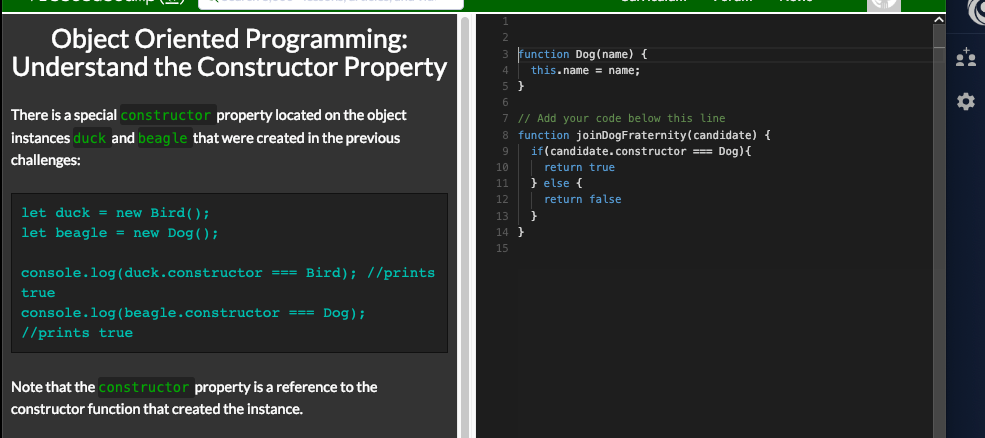 Object Oriented Programming:
Understand the Constructor Property
There is a special constructor property located on the object
instances duck and beagle that were created in the previous
challenges:
let duck = new Bird();
let beagle = new Dog();
console.log(duck.constructor === Bird); //prints
true
console.log(beagle.constructor === Dog);
//prints true
Note that the constructor property is a reference to the
constructor function that created the instance.
1
2
3 function Dog(name) {
4 this.name = name;
5 }
6
7 // Add your code below this line
8 function joinDogFraternity(candidate) {
9 if(candidate.constructor === Dog){
10 return true
11 } else {
12 return false
13 }
14 }
15